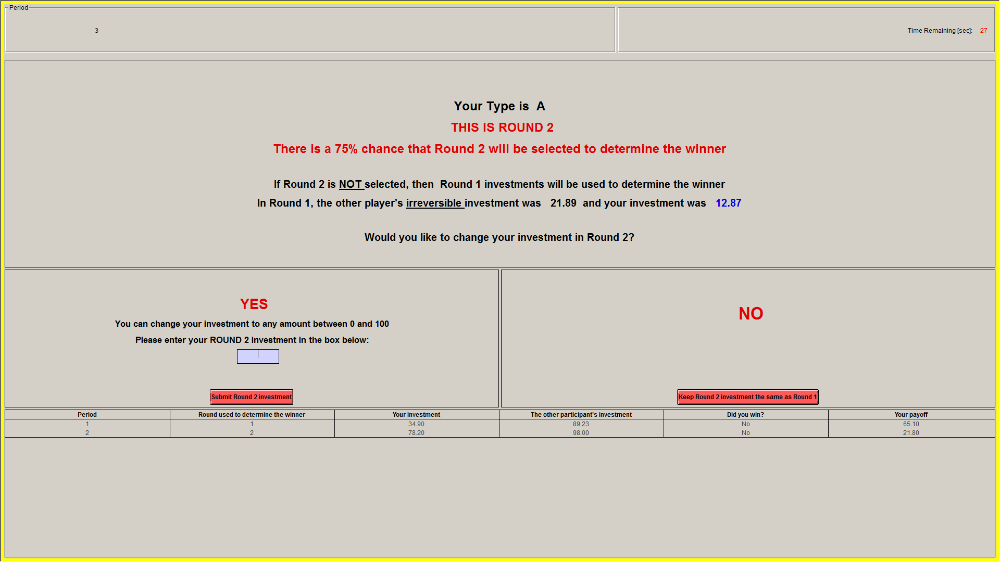 Period
3
Time Remaining [sec]: 27
Your Type is A
THIS IS ROUND 2
There is a 75% chance that Round 2 will be selected to determine the winner
If Round 2 is NOT selected, then Round 1 investments will be used to determine the winner
In Round 1, the other player's irreversible investment was 21.89 and your investment was 12.87
Would you like to change your investment in Round 2?
YES
You can change your investment to any amount between 0 and 100
Please enter your ROUND 2 investment in the box below:
Submit Round 2 investment
NO
Keep Round 2 investment the same as Round 1
Period Round used to determine the winner Your investment The other participant's investment Did you win? Your payoff
1 1 34.90 89.23 No 65.10
2 2 78.20 98.00 No 21.80